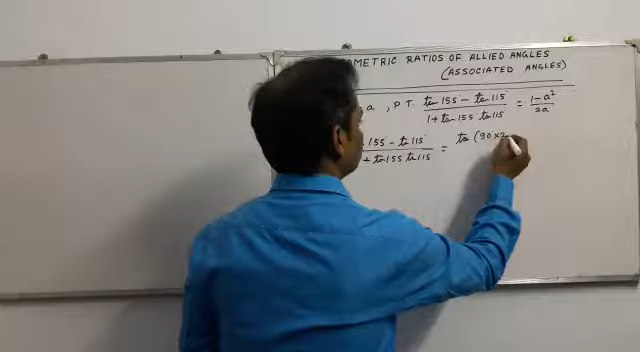 OMETRIC RATIOS OF ALLIED ANGLES
(ASSOCIATED ANGLES)
a , P.T. tan 155° − tan 115° / 1 + tan 155° tan 115° = 1 − a² / 2a
155° − tan 115° / + tan 155 tan 115 = tan (90 × 2